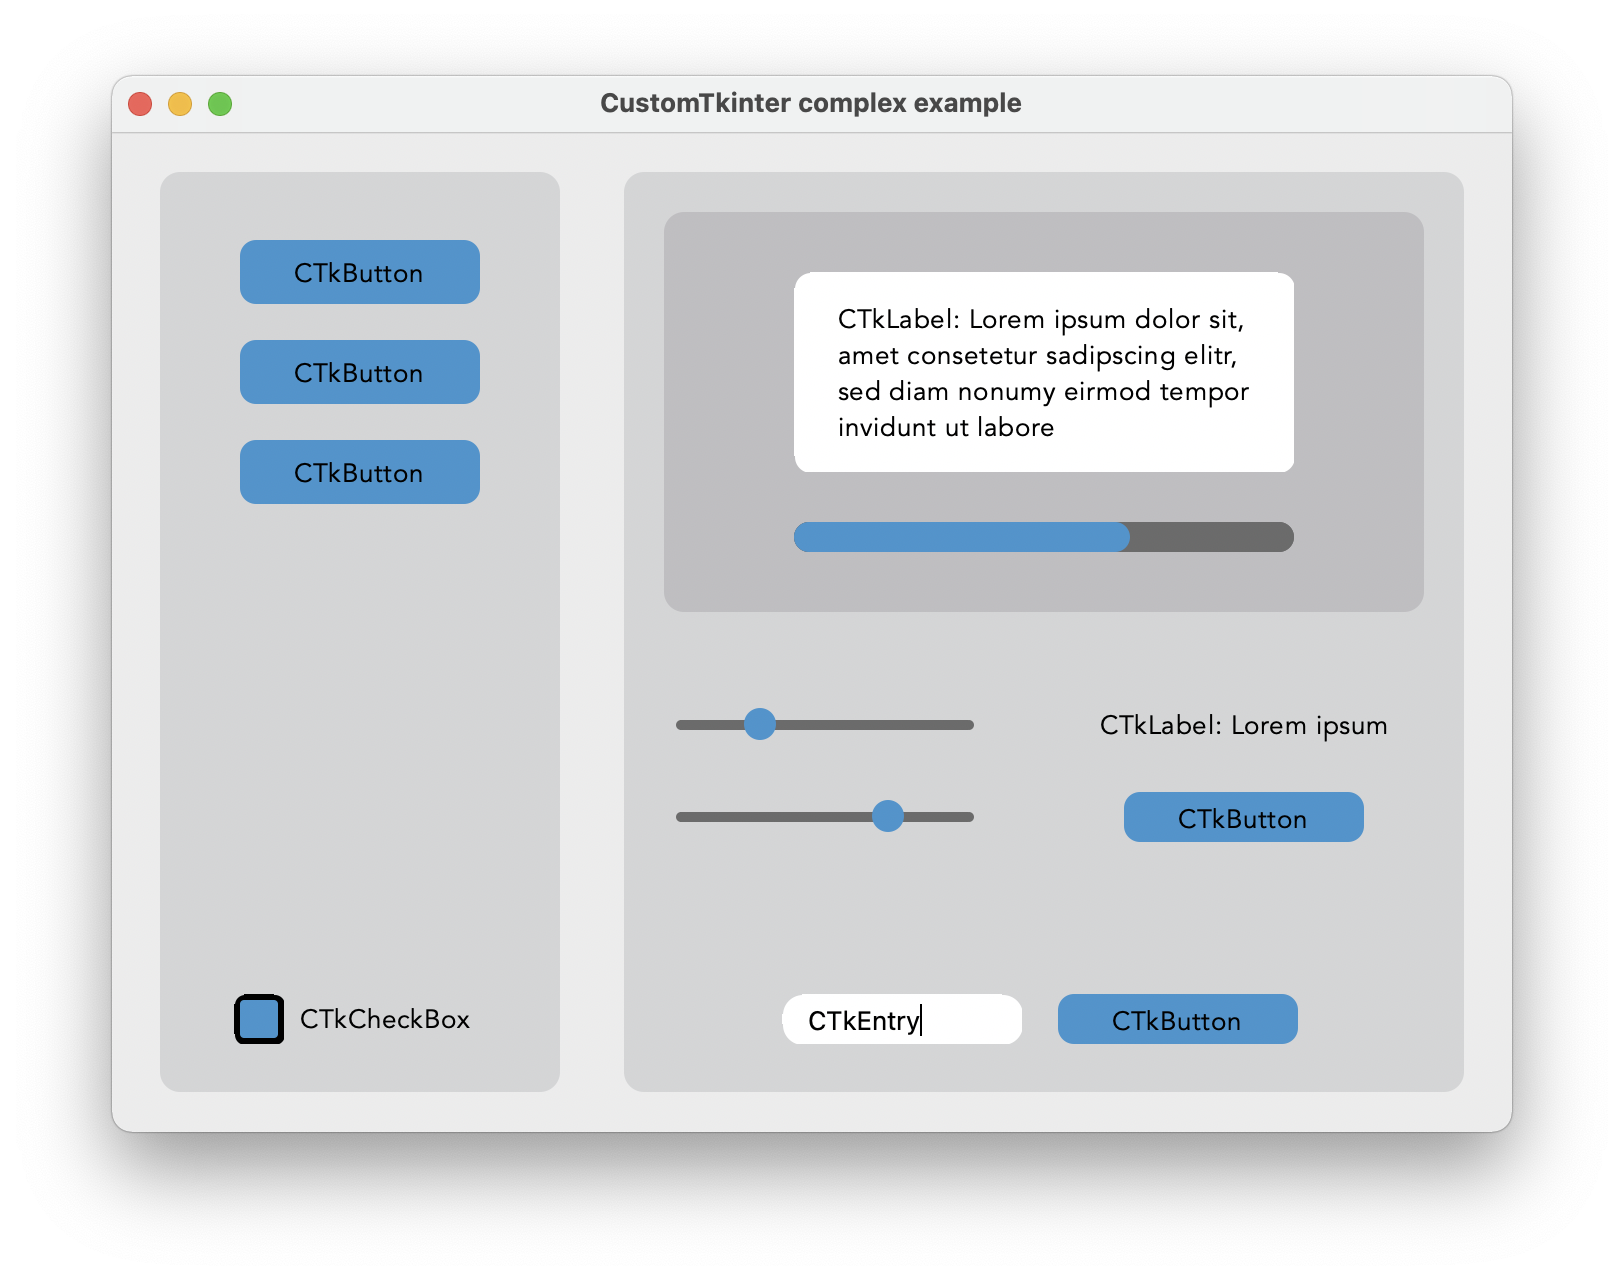 CustomTkinter complex example
CTkButton
CTkButton
CTkButton
CTkCheckBox
CTkLabel: Lorem ipsum dolor sit,
amet consetetur sadipscing elitr,
sed diam nonumy eirmod tempor
invidunt ut labore
CTkLabel: Lorem ipsum
CTkButton
CTkEntry
CTkButton